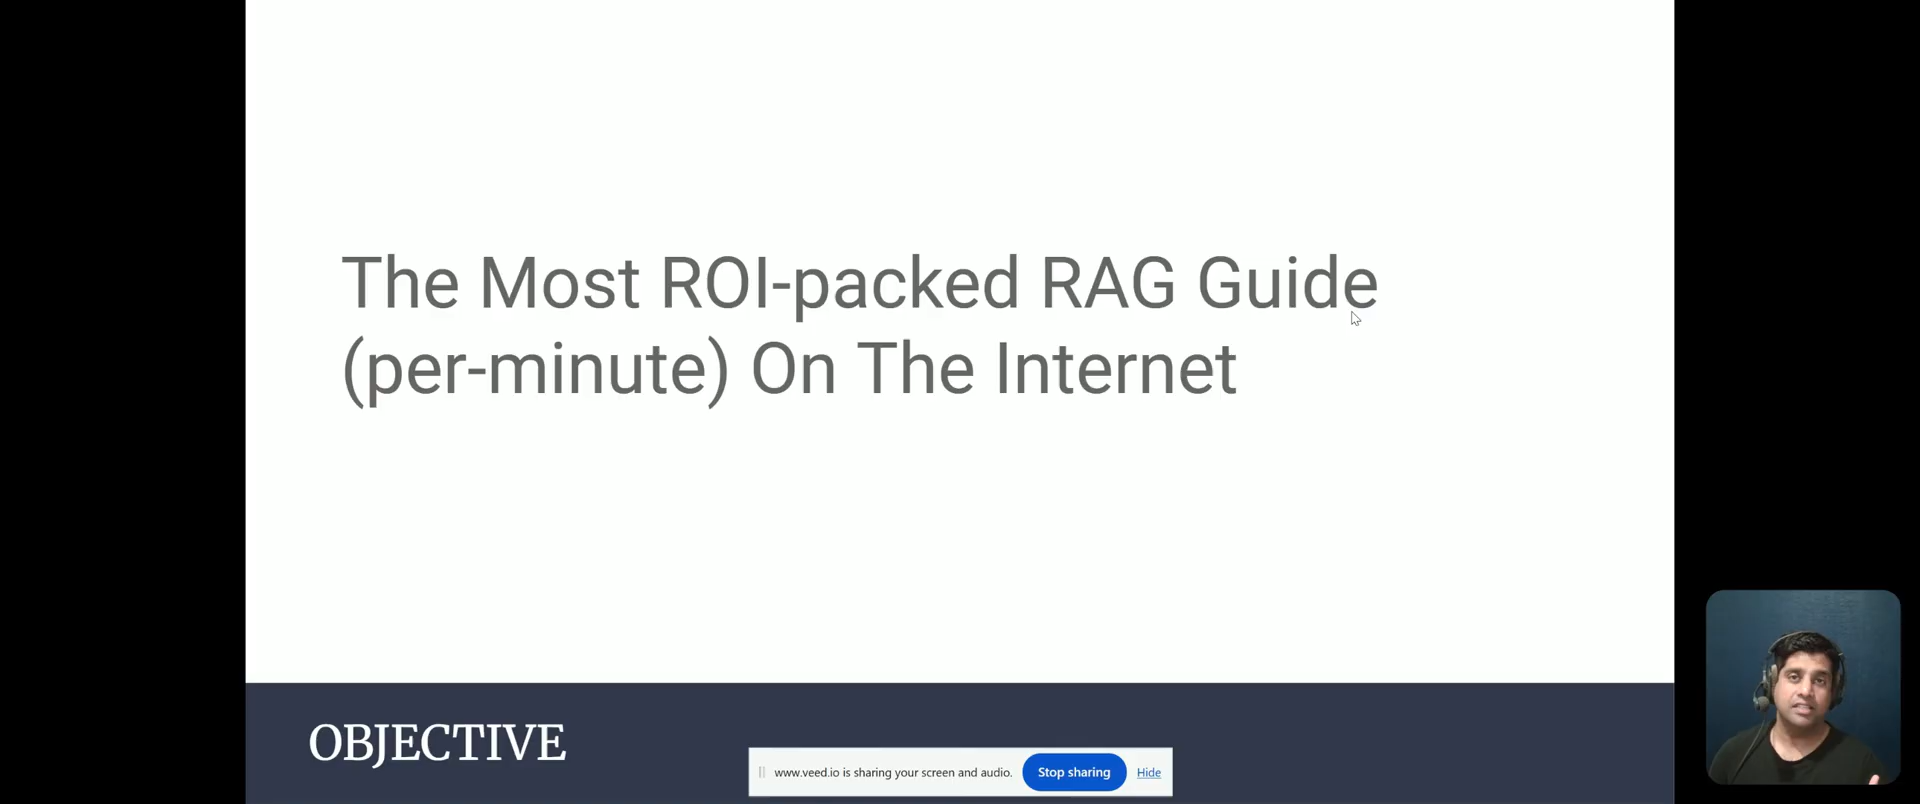 The Most ROI-packed RAG Guide
(per-minute) On The Internet
OBJECTIVE
www.veed.io is sharing your screen and audio. Stop sharing Hide